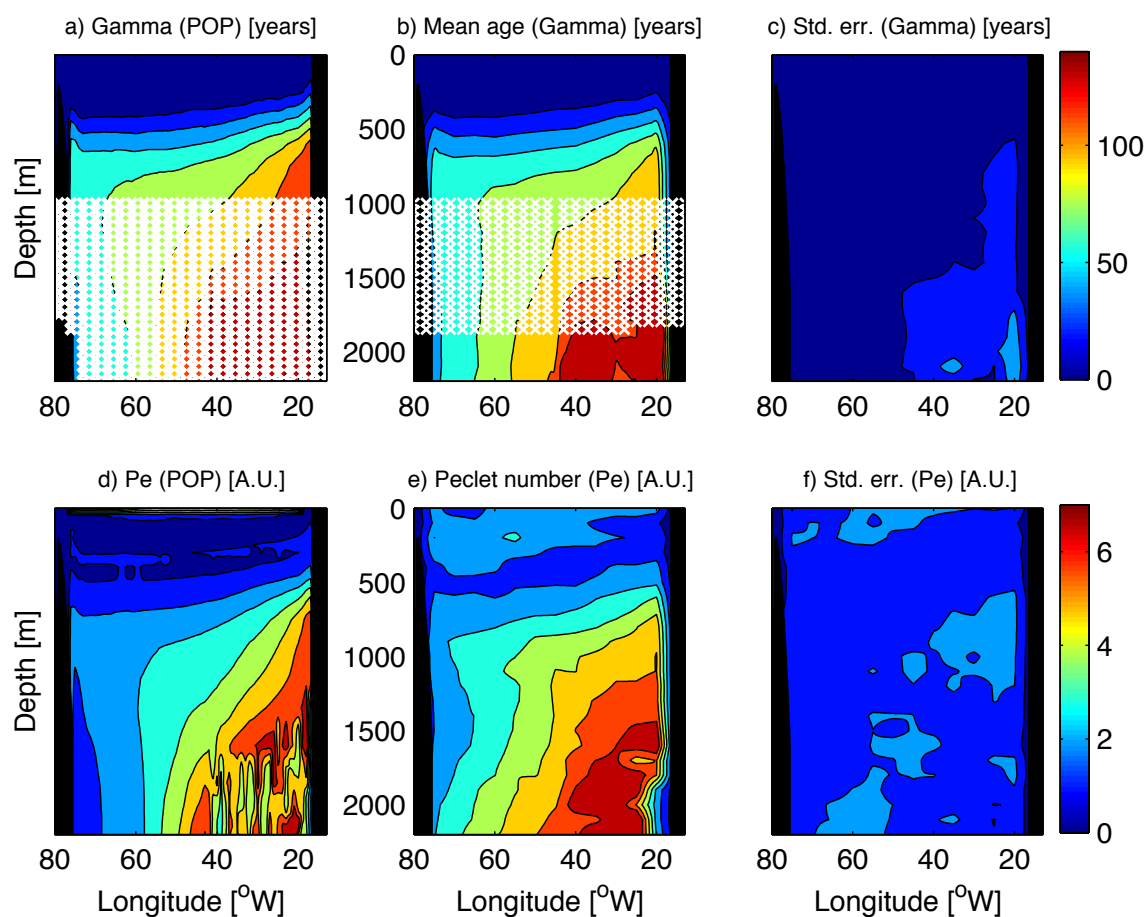 a) Gamma (POP) [years]
b) Mean age (Gamma) [years]
c) Std. err. (Gamma) [years]
Depth [m]
0
500
1000
1500
2000
100
50
0
80 60 40 20
80 60 40 20
80 60 40 20
d) Pe (POP) [A.U.]
e) Peclet number (Pe) [A.U.]
f) Std. err. (Pe) [A.U.]
Depth [m]
0
500
1000
1500
2000
6
4
2
0
80 60 40 20
80 60 40 20
80 60 40 20
Longitude [°W]
Longitude [°W]
Longitude [°W]